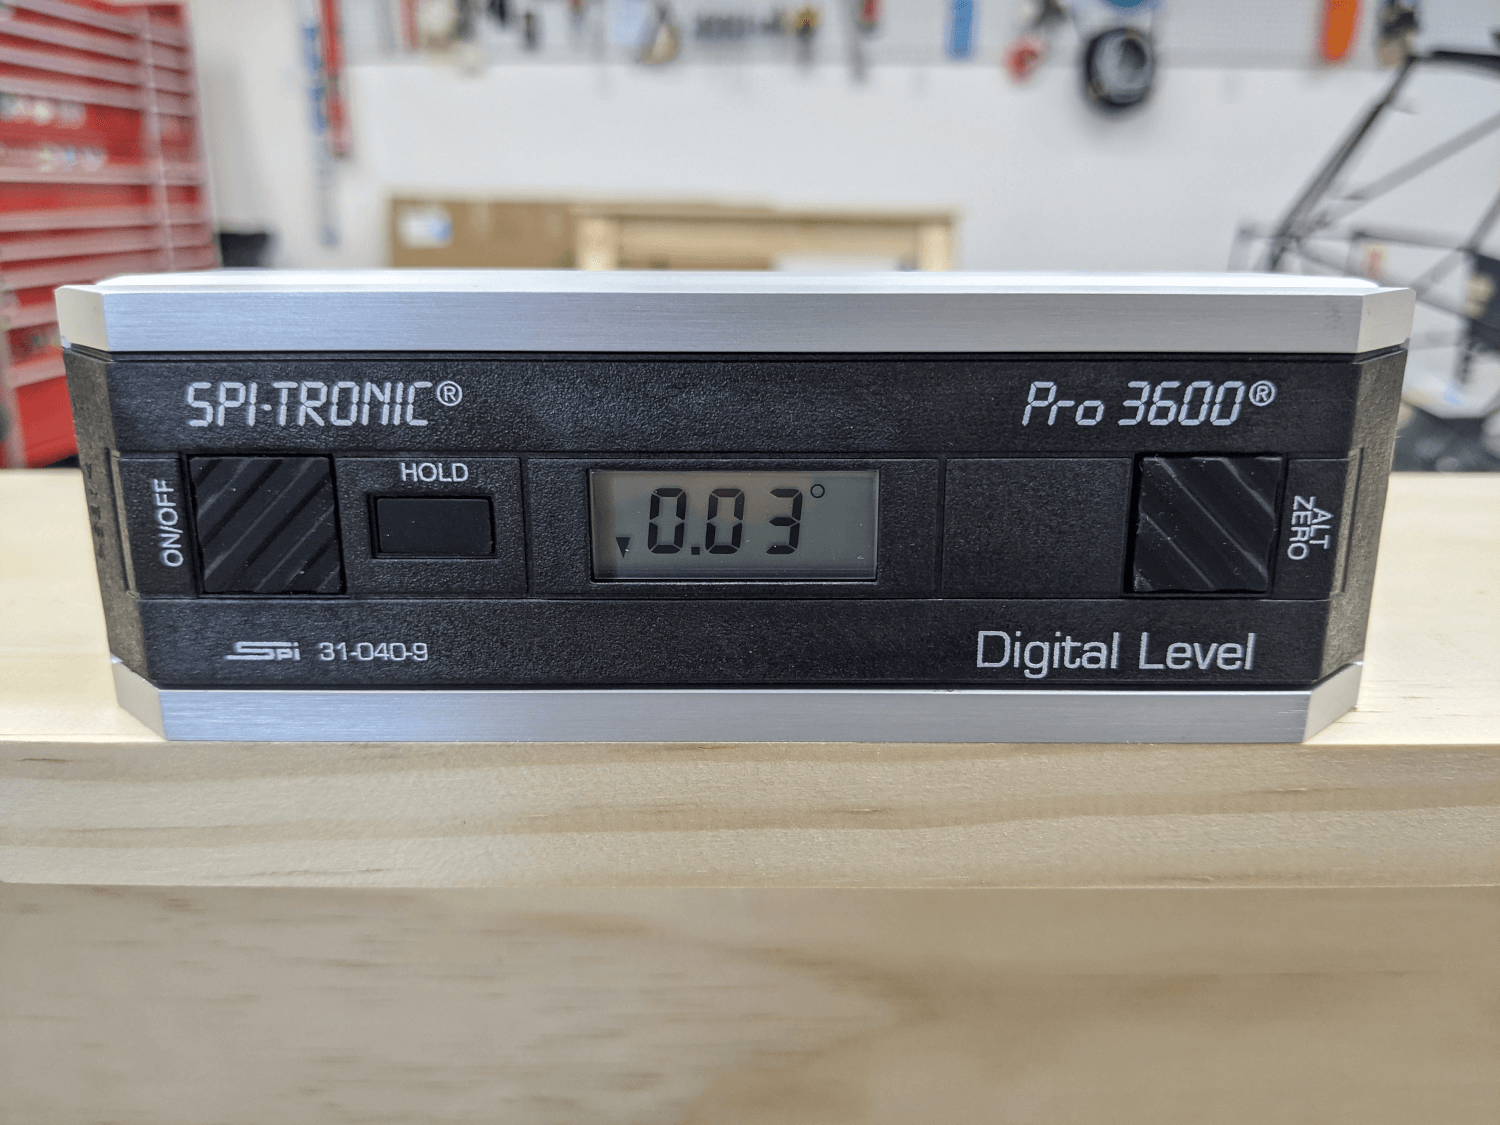 SPI-TRONIC®
Pro 3600®
ON/OFF
HOLD
0.03°
ALT
ZERO
SPI 31-040-9
Digital Level